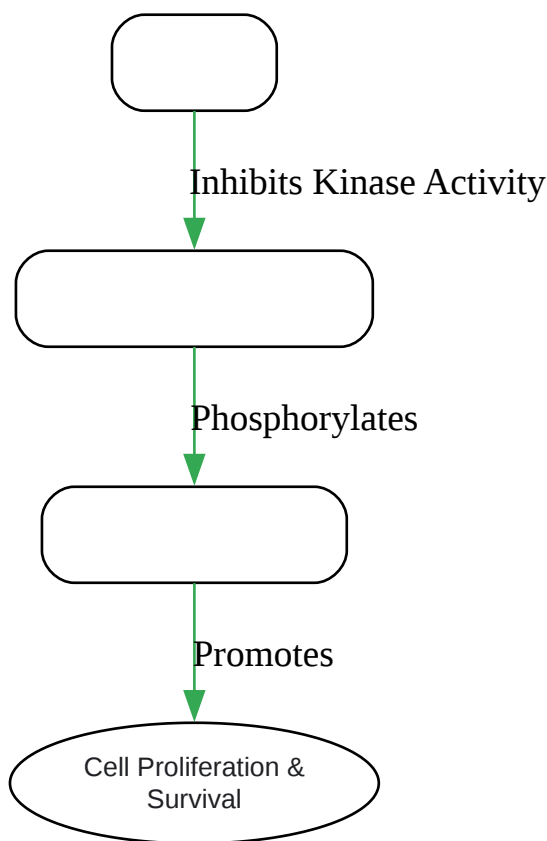 Inhibits Kinase Activity
Phosphorylates
Promotes
Cell Proliferation &
Survival